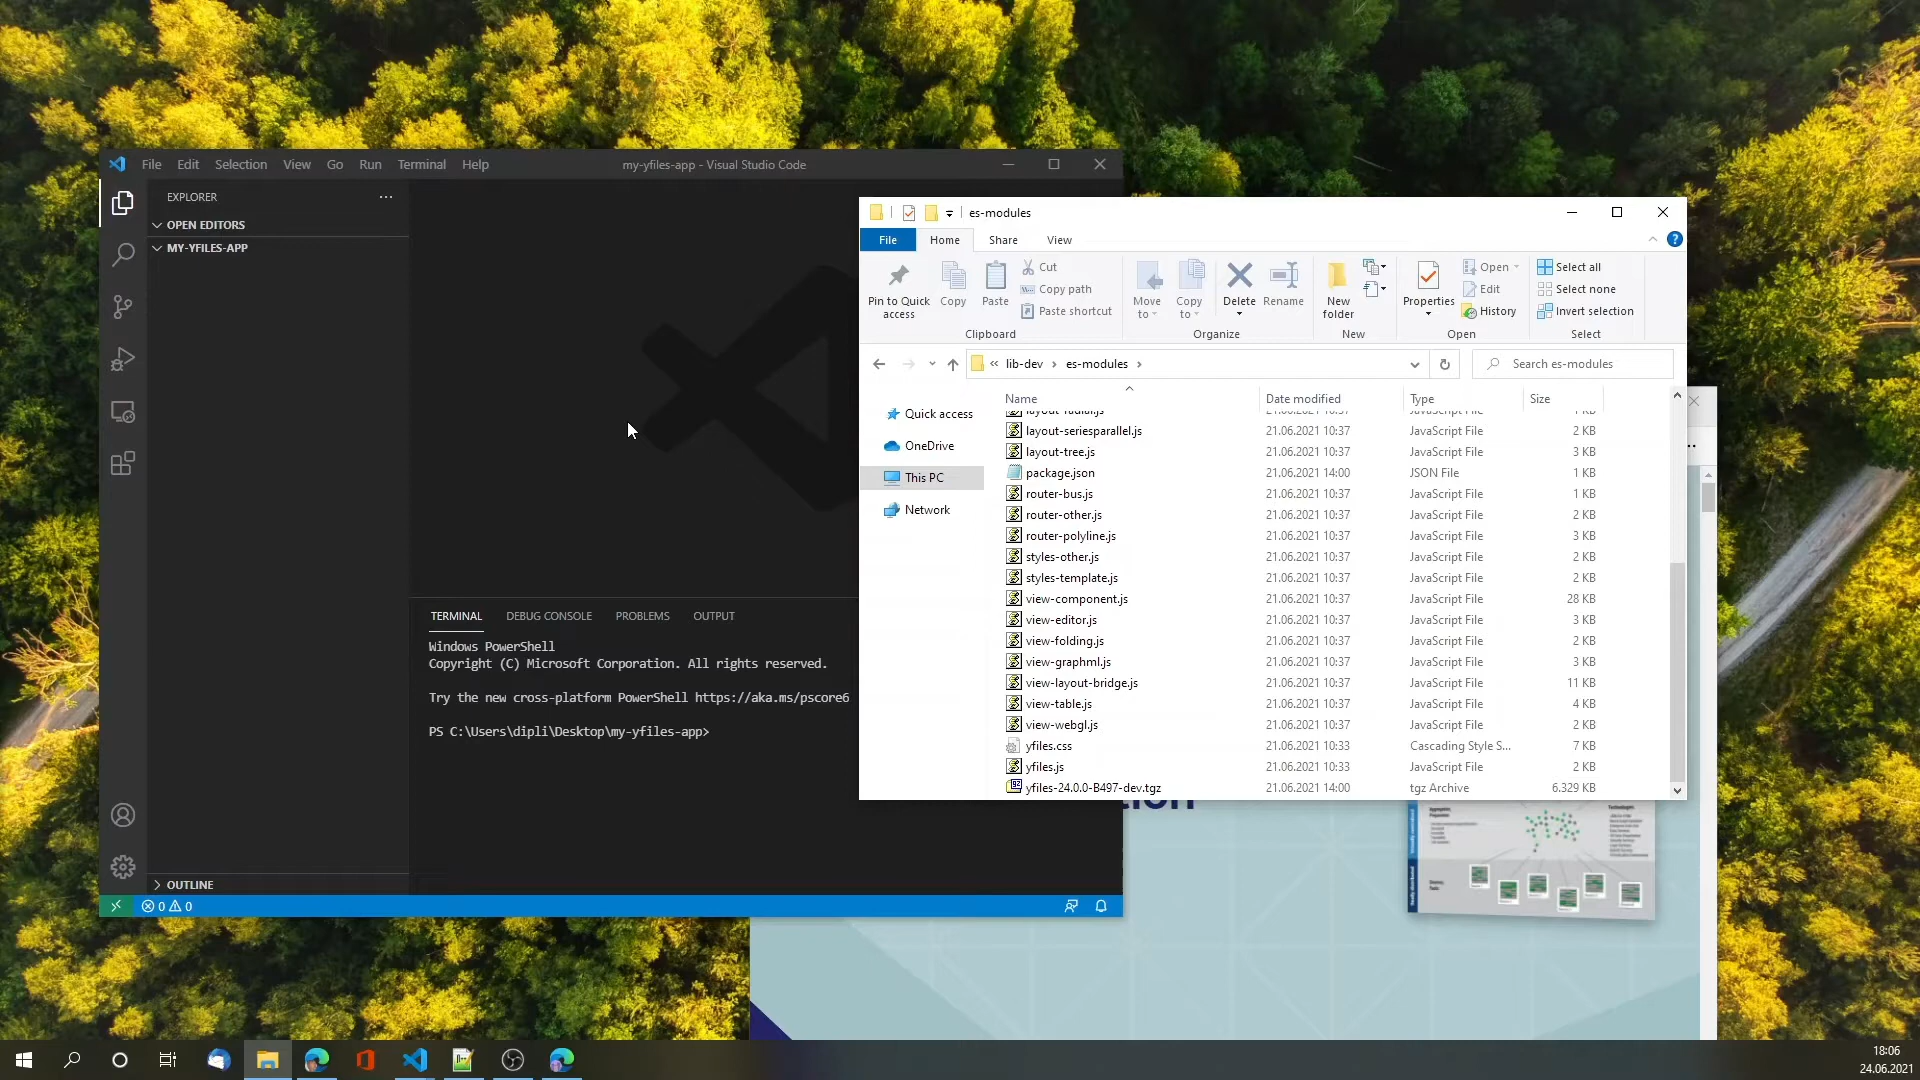 File Edit Selection View Go Run Terminal Help
my-yfiles-app - Visual Studio Code
EXPLORER
OPEN EDITORS
MY-YFILES-APP
OUTLINE
TERMINAL DEBUG CONSOLE PROBLEMS OUTPUT
Windows PowerShell
Copyright (C) Microsoft Corporation. All rights reserved.
Try the new cross-platform PowerShell https://aka.ms/pscore6
PS C:\Users\dipli\Desktop\my-yfiles-app>
0 0
es-modules
File Home Share View
Pin to Quick access
Copy
Paste
Cut
Copy path
Paste shortcut
Clipboard
Move to
Copy to
Delete
Rename
Organize
New folder
New
Properties
Open
Edit
History
Open
Select all
Select none
Invert selection
Select
« lib-dev › es-modules ›
Search es-modules
Quick access
OneDrive
This PC
Network
Name Date modified Type Size
layout-radial.js 21.06.2021 10:37 JavaScript File 1 KB
layout-seriesparallel.js 21.06.2021 10:37 JavaScript File 2 KB
layout-tree.js 21.06.2021 10:37 JavaScript File 3 KB
package.json 21.06.2021 14:00 JSON File 1 KB
router-bus.js 21.06.2021 10:37 JavaScript File 1 KB
router-other.js 21.06.2021 10:37 JavaScript File 2 KB
router-polyline.js 21.06.2021 10:37 JavaScript File 3 KB
styles-other.js 21.06.2021 10:37 JavaScript File 2 KB
styles-template.js 21.06.2021 10:37 JavaScript File 2 KB
view-component.js 21.06.2021 10:37 JavaScript File 28 KB
view-editor.js 21.06.2021 10:37 JavaScript File 3 KB
view-folding.js 21.06.2021 10:37 JavaScript File 2 KB
view-graphml.js 21.06.2021 10:37 JavaScript File 3 KB
view-layout-bridge.js 21.06.2021 10:37 JavaScript File 11 KB
view-table.js 21.06.2021 10:37 JavaScript File 4 KB
view-webgl.js 21.06.2021 10:37 JavaScript File 2 KB
yfiles.css 21.06.2021 10:33 Cascading Style S... 7 KB
yfiles.js 21.06.2021 10:33 JavaScript File 2 KB
yfiles-24.0.0-B497-dev.tgz 21.06.2021 14:00 tgz Archive 6.329 KB
18:06
24.06.2021